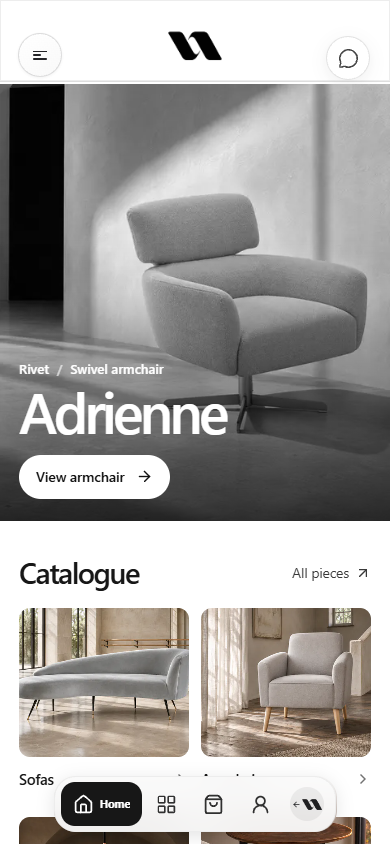 Rivet / Swivel armchair
Adrienne
View armchair
Catalogue
All pieces
Sofas
Home